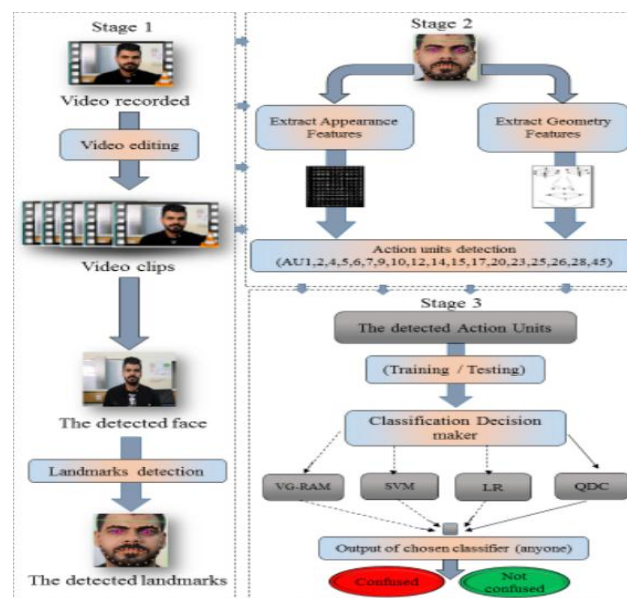 Stage 1
Video recorded
Video editing
Video clips
The detected face
Landmarks detection
The detected landmarks
Stage 2
Extract Appearance
Features
Extract Geometry
Features
Action units detection
(AU1,2,4,5,6,7,9,10,12,14,15,17,20,23,25,26,28,45)
Stage 3
The detected Action Units
(Training / Testing)
Classification Decision
maker
VG-RAM
SVM
LR
QDC
Output of chosen classifier (anyone)
Confused
Not
confused